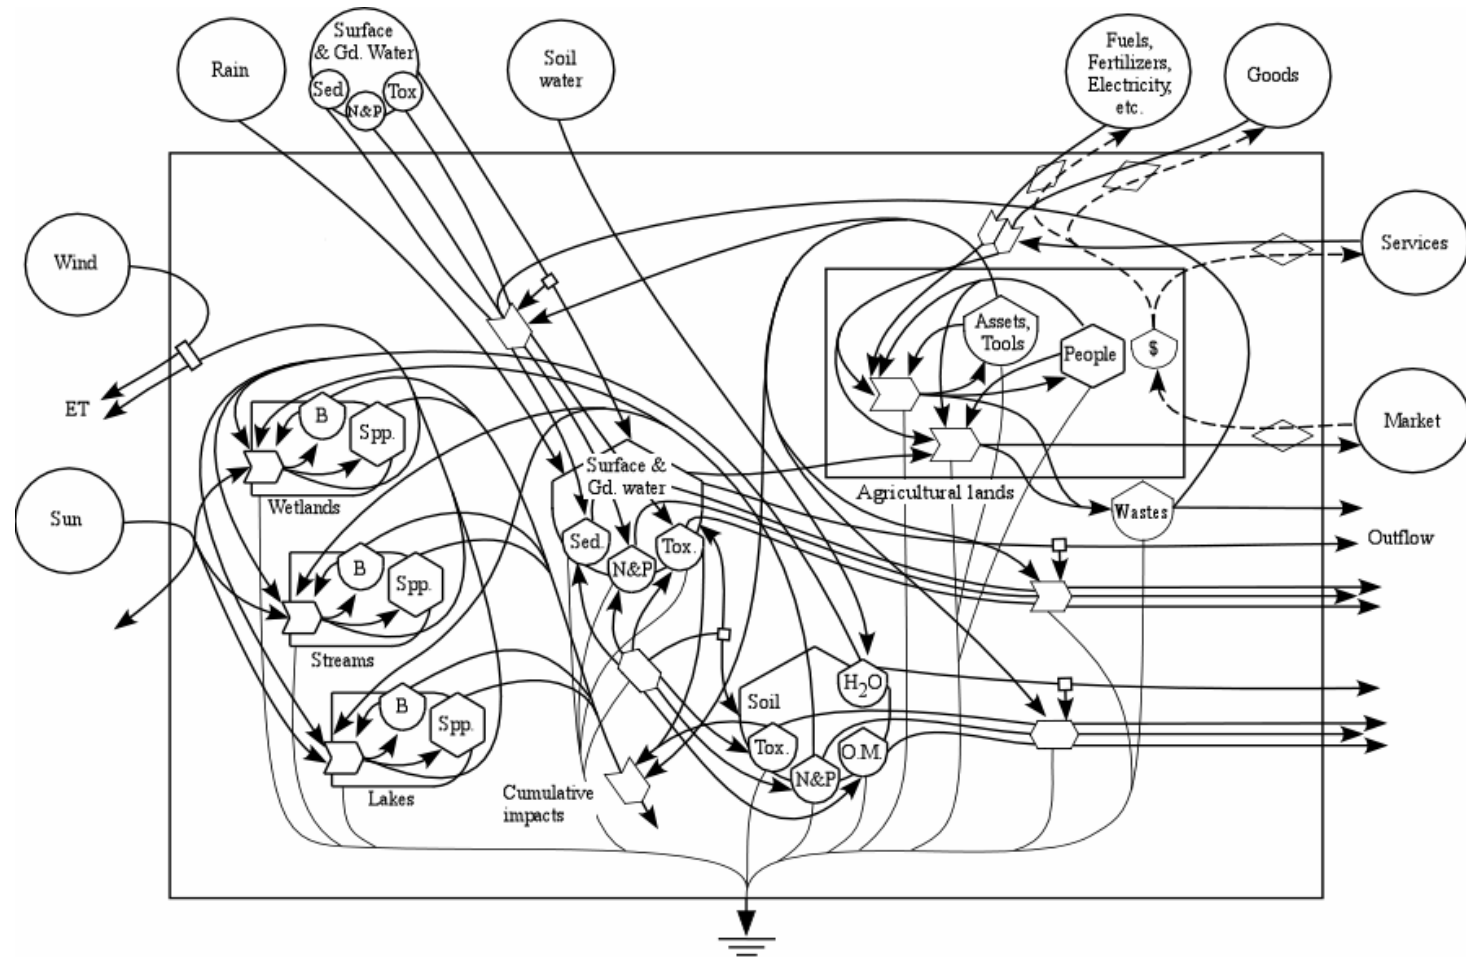 Rain
Surface
& Gd. Water
Sed
N&P
Tox
Soil
water
Fuels,
Fertilizers,
Electricity,
etc.
Goods
Wind
Services
ET
Assets,
Tools
People
$
Market
B
Spp.
Wetlands
Surface &
Gd. water
Agricultural lands
Sun
Sed.
N&P
Tox.
Wastes
Outflow
B
Spp.
Streams
Soil
H2O
B
Spp.
Lakes
Tox.
N&P
O.M.
Cumulative
impacts